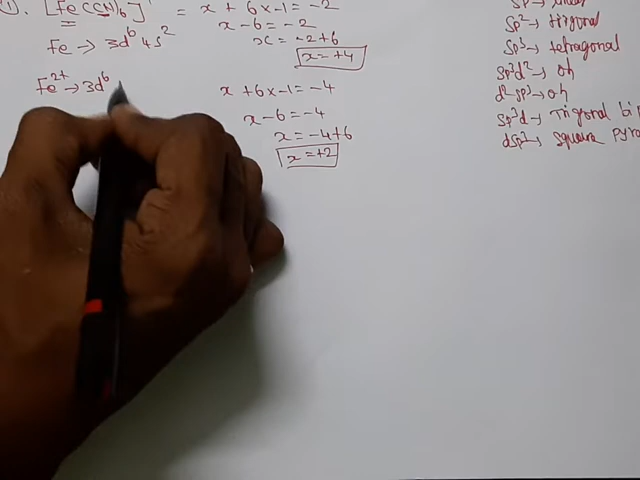 1. [Fe(CN)6] = x + 6x-1 = -2
x - 6 = -2
Fe → 3d6 4s2
x = -2+6
x = +4
Fe2+ → 3d6
x + 6x-1 = -4
x - 6 = -4
x = -4+6
x = +2
sp →
sp2 → trigonal
sp3 → tetragonal
sp3d2 → oh
d2sp3 → oh
sp3d → Trigonal bip
dsp2 → square pyra